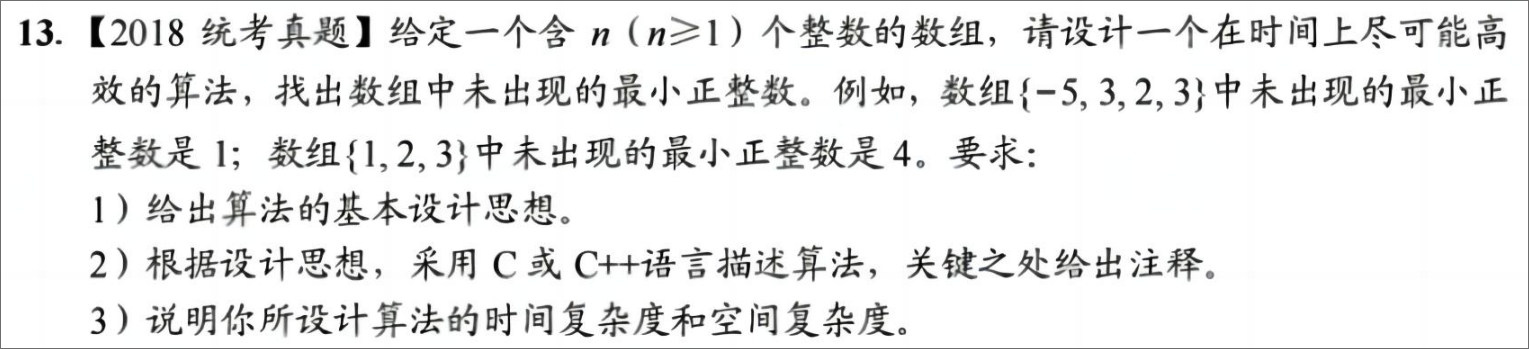 13.【2018 统考真题】给定一个含 n（n≥1）个整数的数组，请设计一个在时间上尽可能高
效的算法，找出数组中未出现的最小正整数。例如，数组{−5, 3, 2, 3}中未出现的最小正
整数是 1；数组{1, 2, 3}中未出现的最小正整数是 4。要求：
1）给出算法的基本设计思想。
2）根据设计思想，采用 C 或 C++语言描述算法，关键之处给出注释。
3）说明你所设计算法的时间复杂度和空间复杂度。